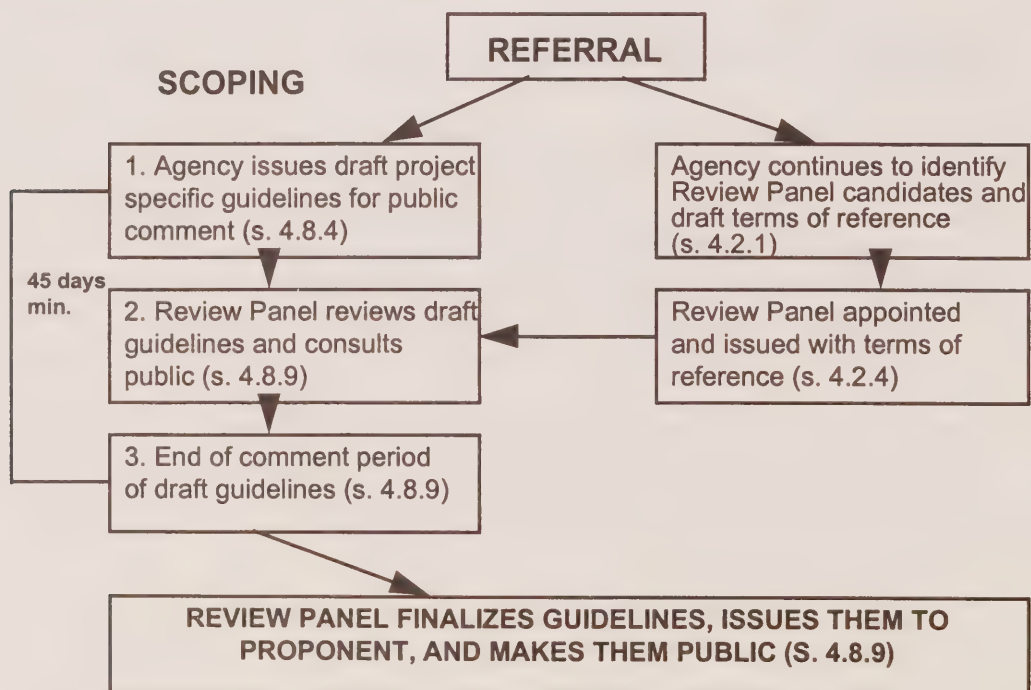 REFERRAL
SCOPING
1. Agency issues draft project
specific guidelines for public
comment (s. 4.8.4)
Agency continues to identify
Review Panel candidates and
draft terms of reference
(s. 4.2.1)
45 days
min.
2. Review Panel reviews draft
guidelines and consults
public (s. 4.8.9)
Review Panel appointed
and issued with terms of
reference (s. 4.2.4)
3. End of comment period
of draft guidelines (s. 4.8.9)
REVIEW PANEL FINALIZES GUIDELINES, ISSUES THEM TO
PROPONENT, AND MAKES THEM PUBLIC (S. 4.8.9)